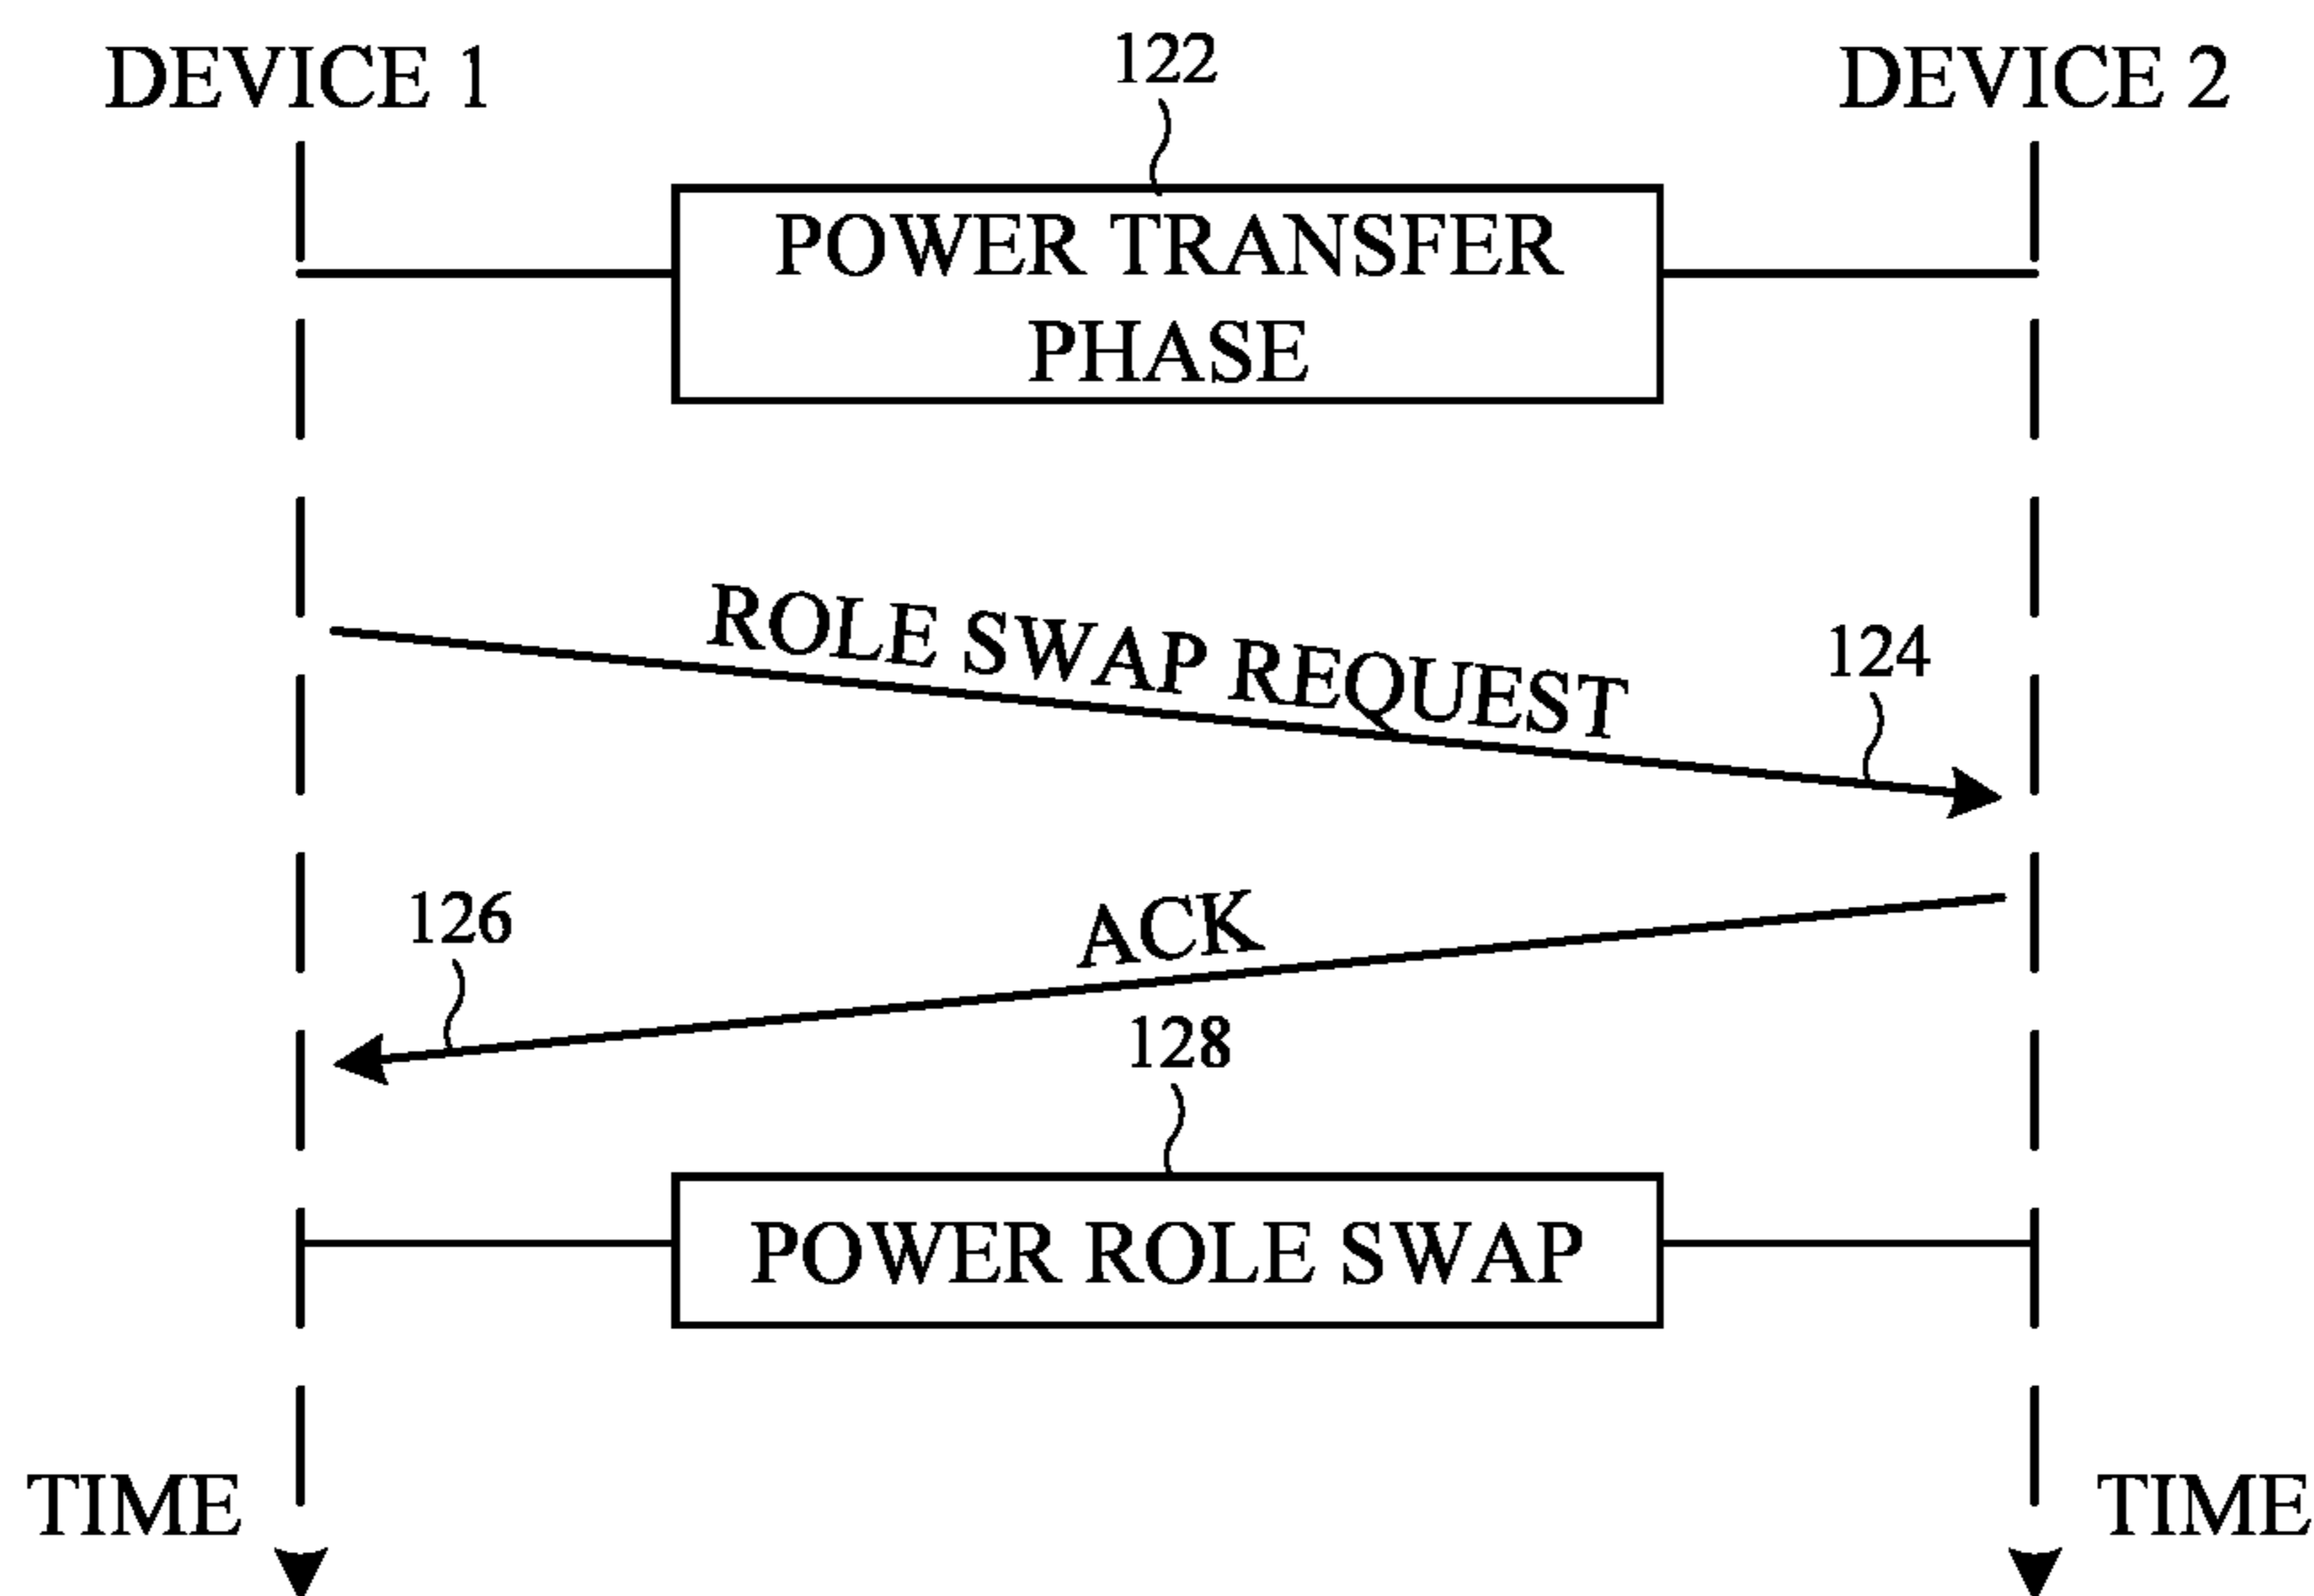 DEVICE 1
122
DEVICE 2
POWER TRANSFER
PHASE
ROLE SWAP REQUEST
124
126
ACK
128
POWER ROLE SWAP
TIME
TIME